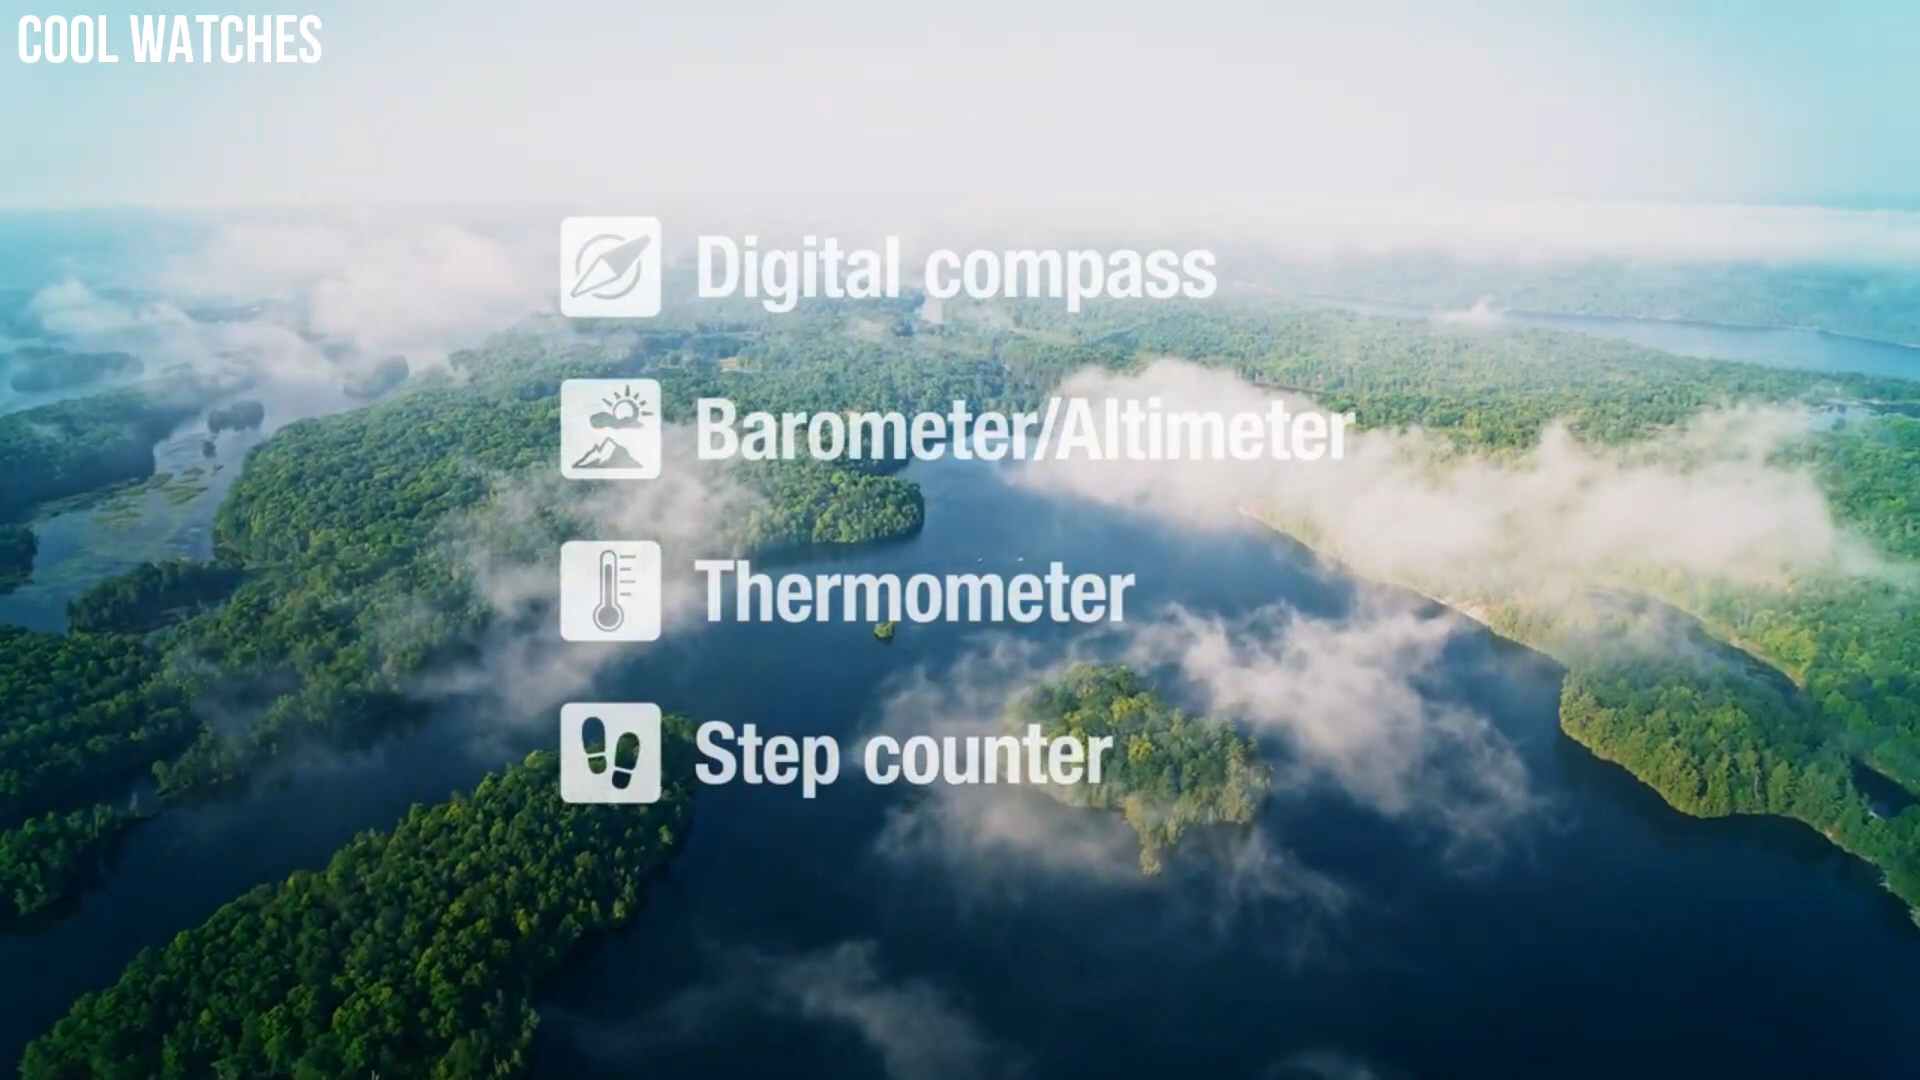 COOL WATCHES
Digital compass
Barometer/Altimeter
Thermometer
Step counter